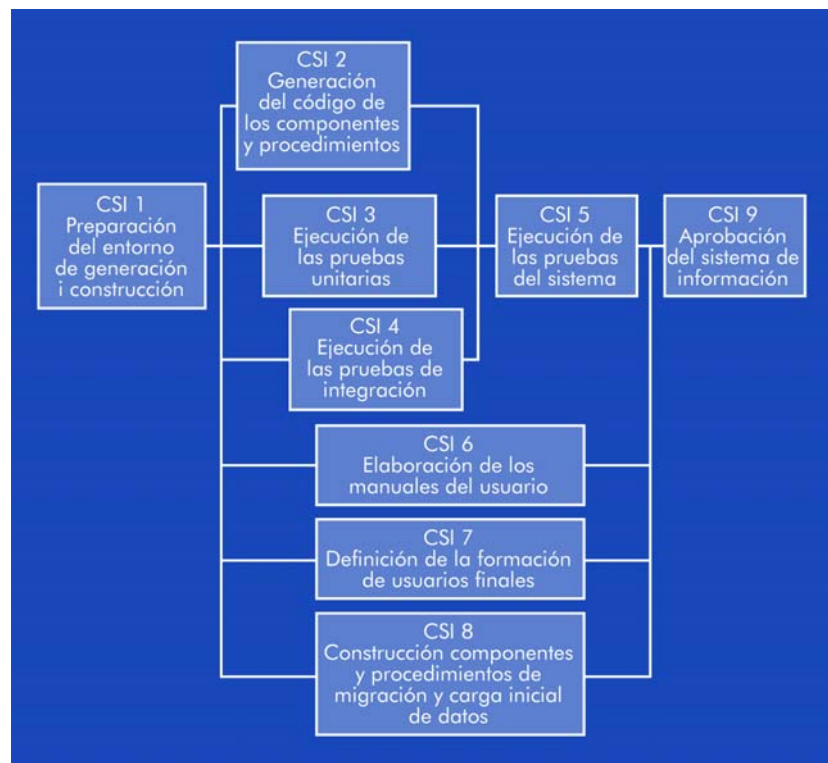 CSI 1
Preparación
del entorno
de generación
i construcción
CSI 2
Generación
del código de
los componentes
y procedimientos
CSI 3
Ejecución de
las pruebas
unitarias
CSI 4
Ejecución de
las pruebas de
integración
CSI 5
Ejecución de
las pruebas
del sistema
CSI 9
Aprobación
del sistema de
información
CSI 6
Elaboración de los
manuales del usuario
CSI 7
Definición de la formación
de usuarios finales
CSI 8
Construcción componentes
y procedimientos de
migración y carga inicial
de datos